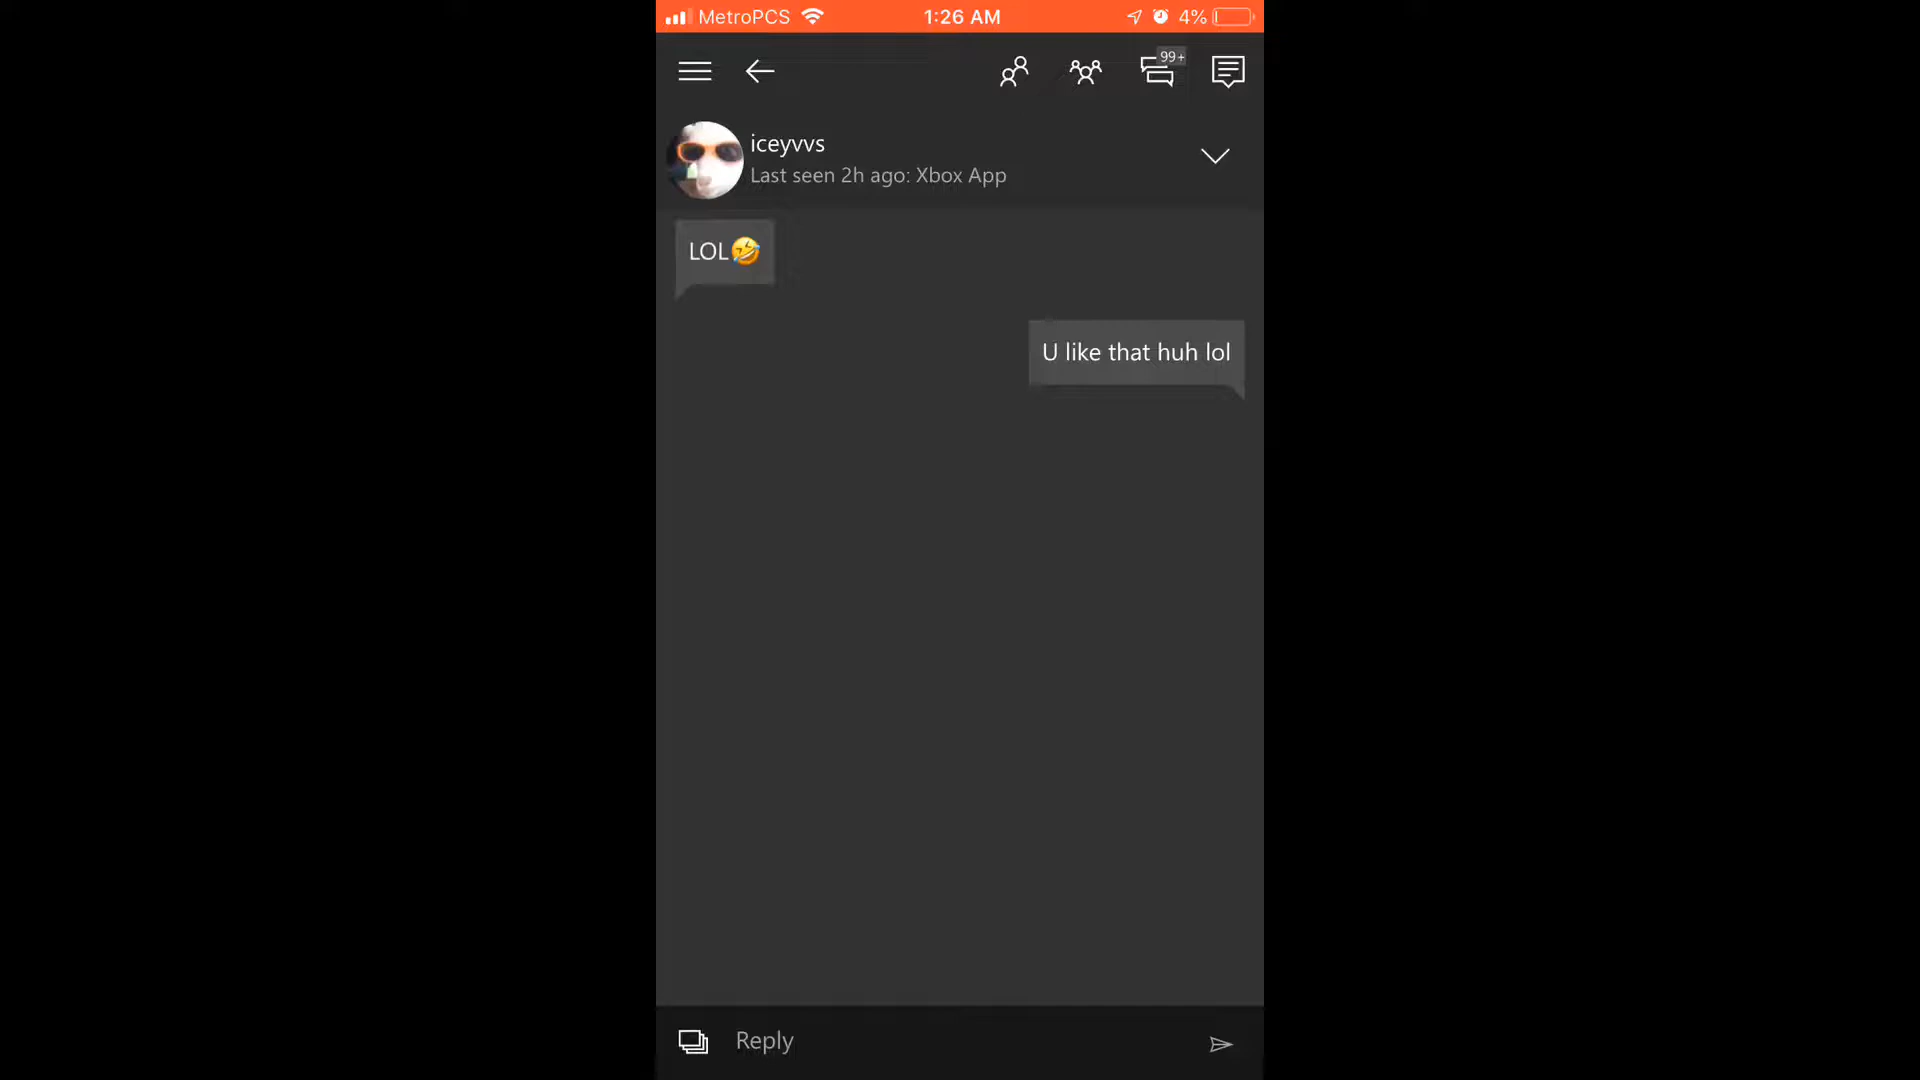 MetroPCS 1:26 AM 4%
99+
iceyvvs
Last seen 2h ago: Xbox App
LOL🤣
U like that huh lol
Reply